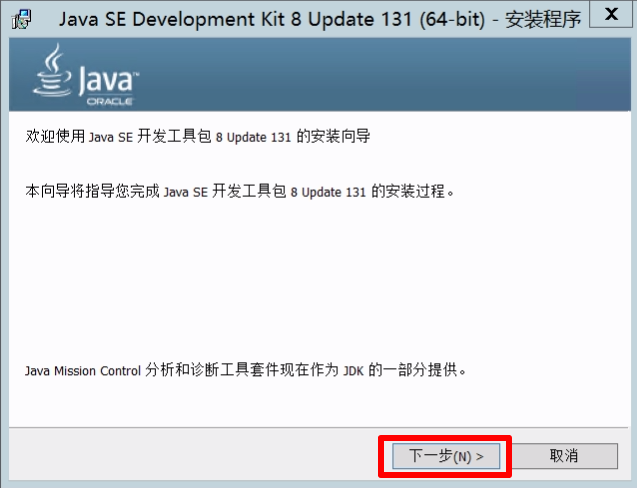 Java SE Development Kit 8 Update 131 (64-bit) - 安装程序
Java™
ORACLE
欢迎使用 Java SE 开发工具包 8 Update 131 的安装向导
本向导将指导您完成 Java SE 开发工具包 8 Update 131 的安装过程。
Java Mission Control 分析和诊断工具套件现在作为 JDK 的一部分提供。
下一步(N) > 取消